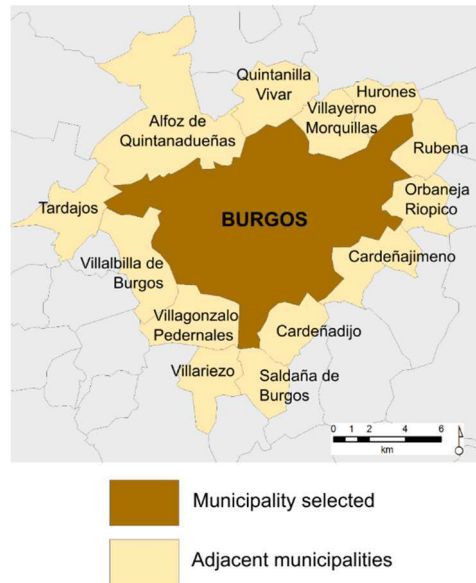 Quintanilla
Vivar
Hurones
Villayerno
Morquillas
Alfoz de
Quintanadueñas
Rubena
Orbaneja
Riopico
Tardajos
BURGOS
Cardeñajimeno
Villalbilla de
Burgos
Villagonzalo
Pedernales
Cardeñadijo
Villariezo
Saldaña de
Burgos
0 1 2 4 6
km
Municipality selected
Adjacent municipalities